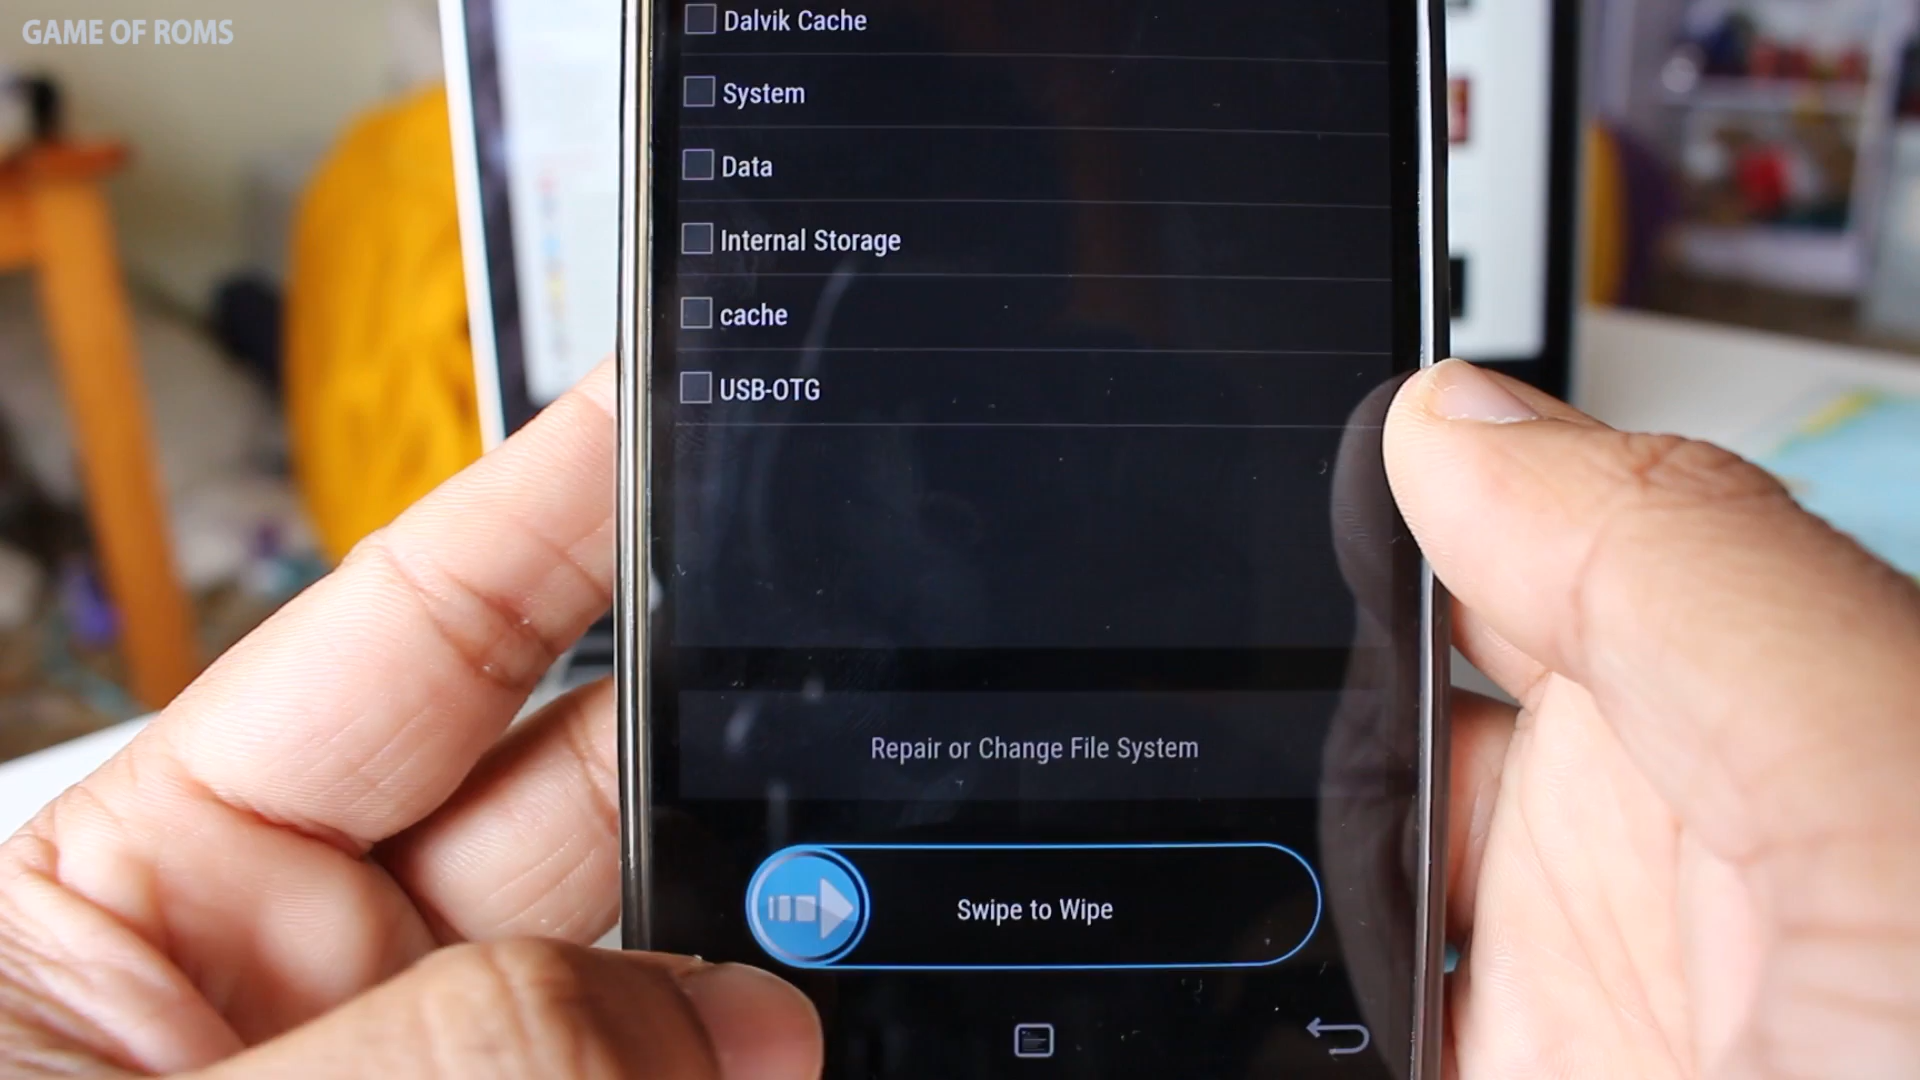 GAME OF ROMS
Dalvik Cache
System
Data
Internal Storage
cache
USB-OTG
Repair or Change File System
Swipe to Wipe